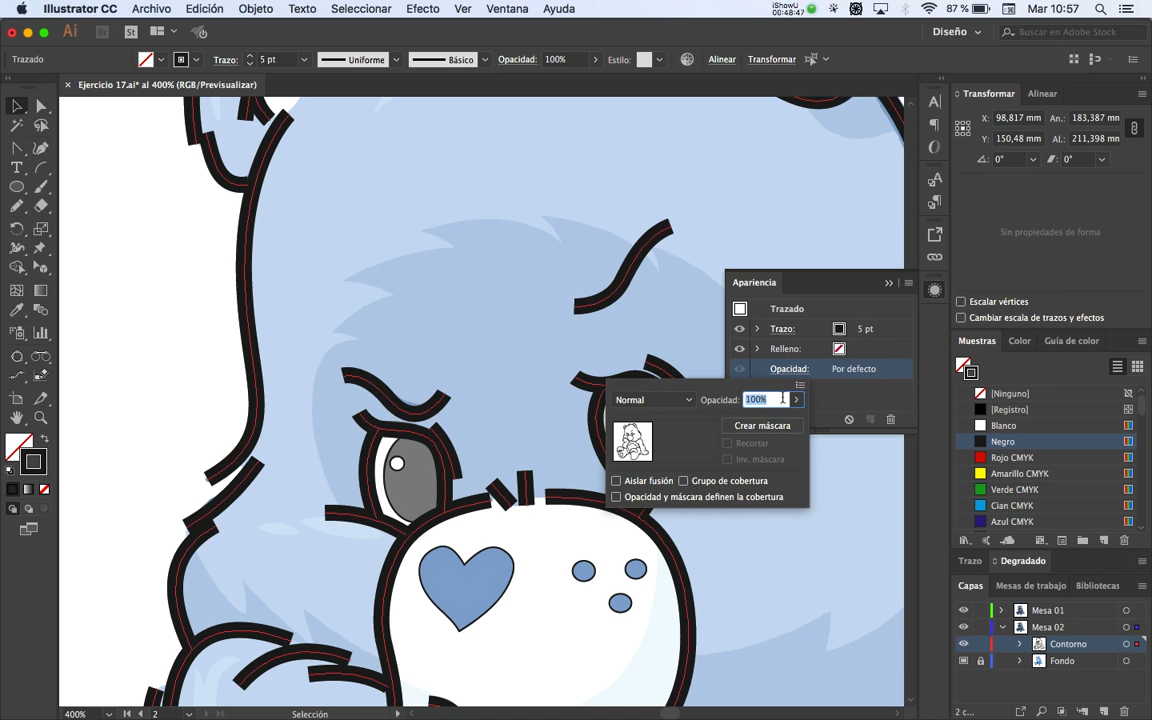 Illustrator CC Archivo Edición Objeto Texto Seleccionar Efecto Ver Ventana Ayuda iShowU 00:48:47 87 % Mar 10:57
Ai Br St Diseño Buscar en Adobe Stock
Trazado Trazo: 5 pt Uniforme Básico Opacidad: 100% Estilo: Alinear Transformar
× Ejercicio 17.ai* al 400% (RGB/Previsualizar)
Transformar Alinear
X: 98,817 mm An.: 183,387 mm
Y: 150,48 mm Al.: 211,398 mm
0° 0°
Sin propiedades de forma
Escalar vértices
Cambiar escala de trazos y efectos
Apariencia
Trazado
Trazo: 5 pt
Relleno:
Opacidad: Por defecto
Normal Opacidad: 100%
Crear máscara
Recortar
Inv. máscara
Aislar fusión Grupo de cobertura
Opacidad y máscara definen la cobertura
Muestras Color Guía de color
[Ninguno]
[Registro]
Blanco
Negro
Rojo CMYK
Amarillo CMYK
Verde CMYK
Cian CMYK
Azul CMYK
Trazo Degradado
Capas Mesas de trabajo Bibliotecas
Mesa 01
Mesa 02
Contorno
Fondo
2 c...
400% 2 Selección